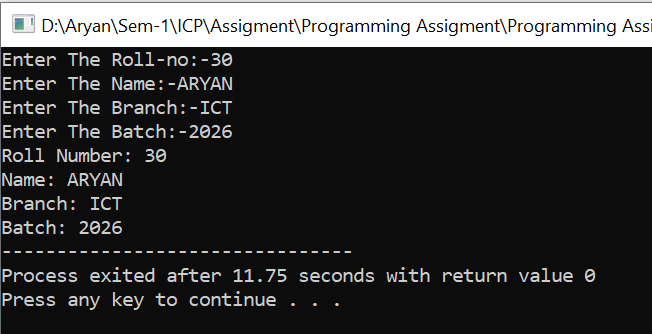 D:\Aryan\Sem-1\ICP\Assigment\Programming Assigment\Programming Assi
Enter The Roll-no:-30
Enter The Name:-ARYAN
Enter The Branch:-ICT
Enter The Batch:-2026
Roll Number: 30
Name: ARYAN
Branch: ICT
Batch: 2026
--------------------------------
Process exited after 11.75 seconds with return value 0
Press any key to continue . . .